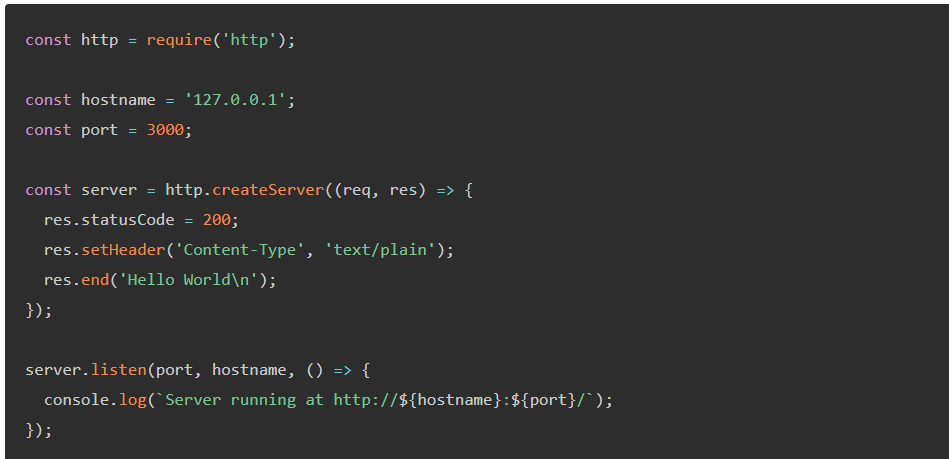 const http = require('http');

const hostname = '127.0.0.1';
const port = 3000;

const server = http.createServer((req, res) => {
  res.statusCode = 200;
  res.setHeader('Content-Type', 'text/plain');
  res.end('Hello World\n');
});

server.listen(port, hostname, () => {
  console.log(`Server running at http://${hostname}:${port}/`);
});